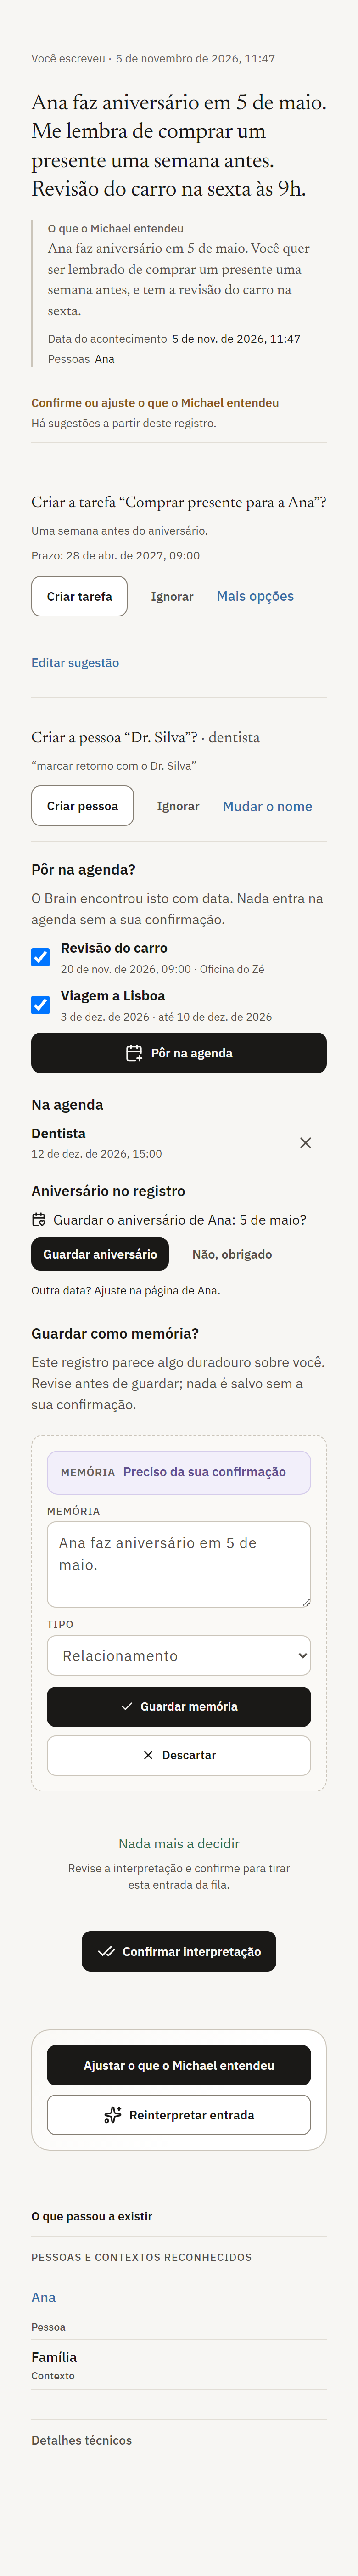 Você escreveu · 5 de novembro de 2026, 11:47
Ana faz aniversário em 5 de maio.
Me lembra de comprar um
presente uma semana antes.
Revisão do carro na sexta às 9h.
O que o Michael entendeu
Ana faz aniversário em 5 de maio. Você quer
ser lembrado de comprar um presente uma
semana antes, e tem a revisão do carro na
sexta.
Data do acontecimento 5 de nov. de 2026, 11:47
Pessoas Ana
Confirme ou ajuste o que o Michael entendeu
Há sugestões a partir deste registro.
Criar a tarefa “Comprar presente para a Ana”?
Uma semana antes do aniversário.
Prazo: 28 de abr. de 2027, 09:00
Criar tarefa Ignorar Mais opções
Editar sugestão
Criar a pessoa “Dr. Silva”? · dentista
“marcar retorno com o Dr. Silva”
Criar pessoa Ignorar Mudar o nome
Pôr na agenda?
O Brain encontrou isto com data. Nada entra na
agenda sem a sua confirmação.
Revisão do carro
20 de nov. de 2026, 09:00 · Oficina do Zé
Viagem a Lisboa
3 de dez. de 2026 · até 10 de dez. de 2026
Pôr na agenda
Na agenda
Dentista
12 de dez. de 2026, 15:00
Aniversário no registro
Guardar o aniversário de Ana: 5 de maio?
Guardar aniversário Não, obrigado
Outra data? Ajuste na página de Ana.
Guardar como memória?
Este registro parece algo duradouro sobre você.
Revise antes de guardar; nada é salvo sem a
sua confirmação.
MEMÓRIA Preciso da sua confirmação
MEMÓRIA
Ana faz aniversário em 5 de
maio.
TIPO
Relacionamento
Guardar memória
Descartar
Nada mais a decidir
Revise a interpretação e confirme para tirar
esta entrada da fila.
Confirmar interpretação
Ajustar o que o Michael entendeu
Reinterpretar entrada
O que passou a existir
PESSOAS E CONTEXTOS RECONHECIDOS
Ana
Pessoa
Família
Contexto
Detalhes técnicos